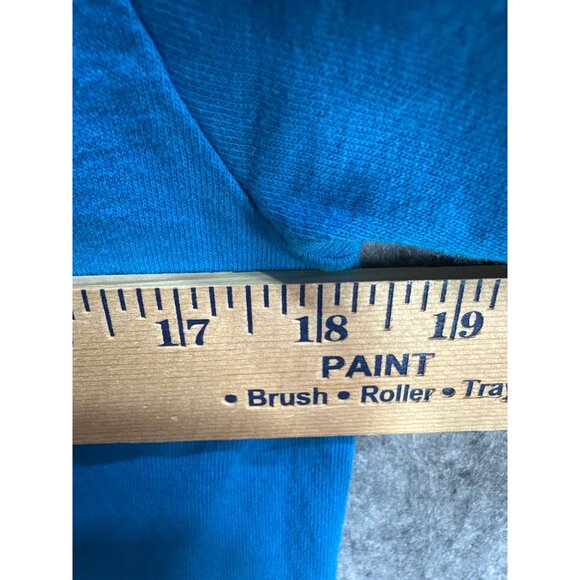 17 18 19
PAINT
• Brush • Roller • Tray